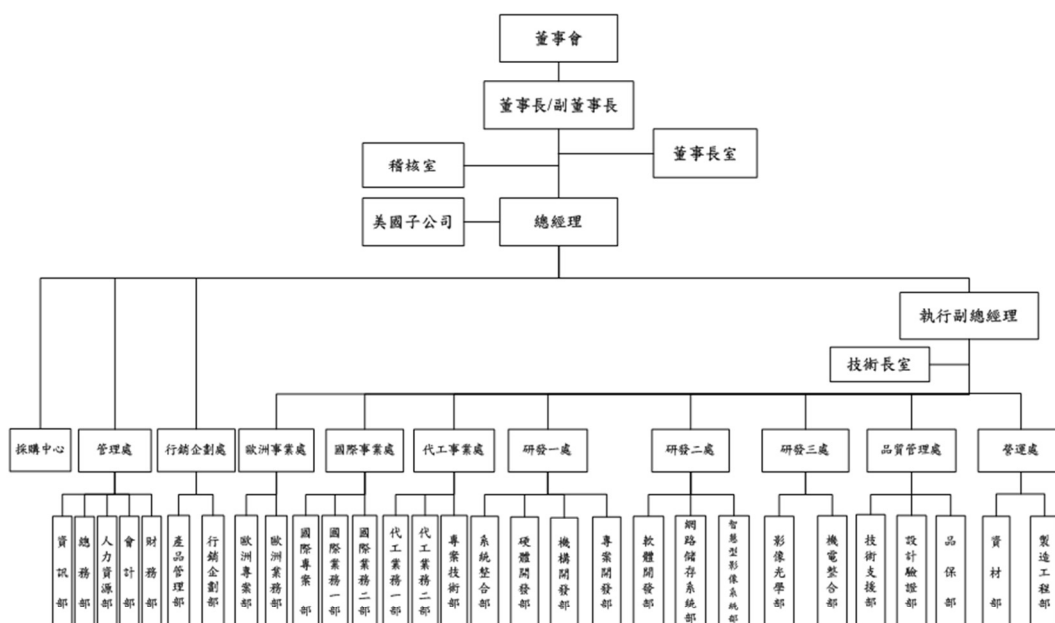 董事會
董事長/副董事長
董事長室
稽核室
美國子公司
總經理
執行副總經理
技術長室
採購中心
管理處
行銷企劃處
歐洲事業處
國際事業處
代工事業處
研發一處
研發二處
研發三處
品質管理處
營運處
資訊部
總務部
人力資源部
會計部
財務部
產品管理部
行銷企劃部
歐洲專案部
歐洲業務部
國際專案部
國際業務一部
國際業務二部
代工業務一部
代工業務二部
專案技術部
系統整合部
硬體開發部
機構開發部
專案開發部
軟體開發部
網路儲存系統部
智慧型影像系統部
影像光學部
機電整合部
技術支援部
設計驗證部
品保部
資材部
製造工程部